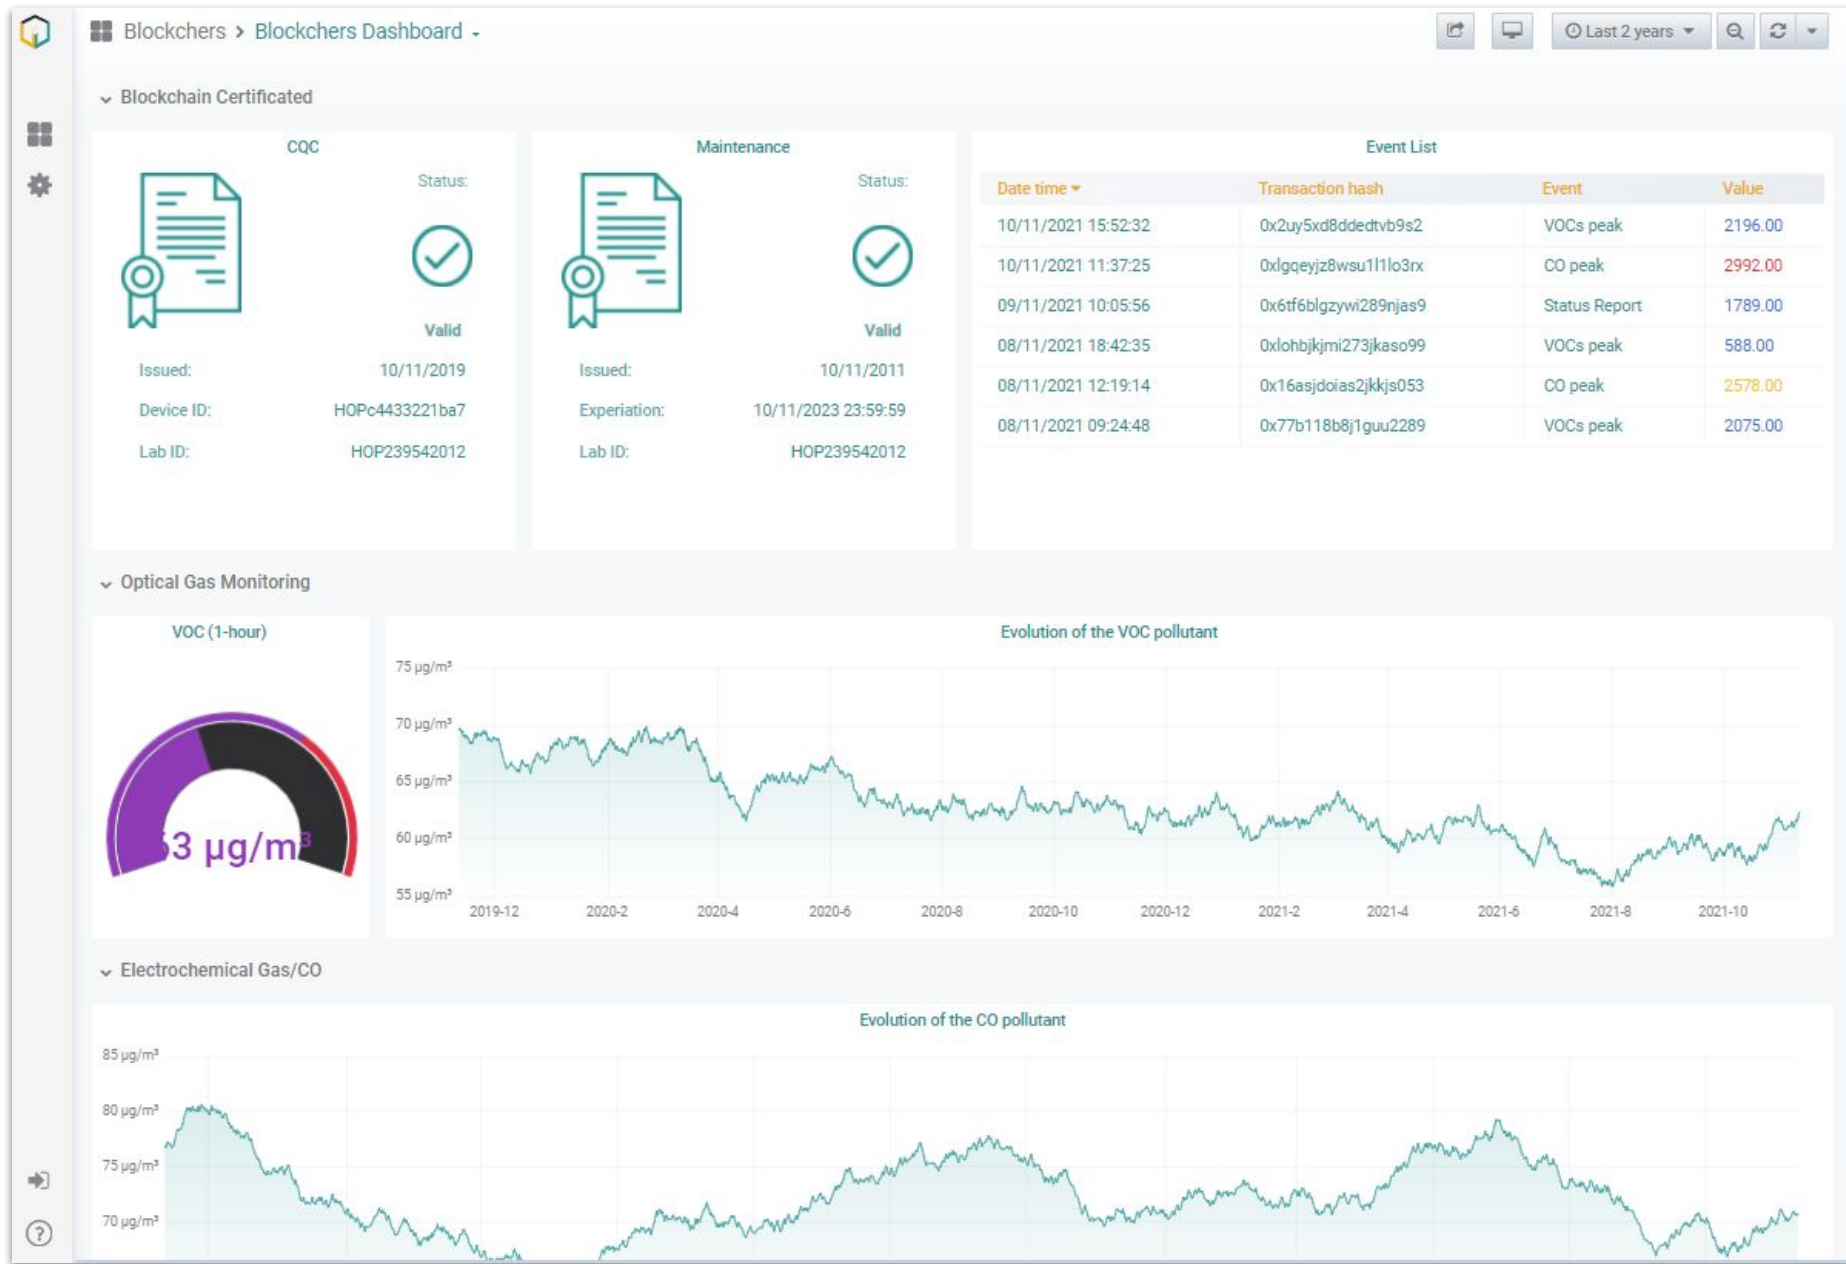 Blockchers > Blockchers Dashboard
Last 2 years
Blockchain Certificated
CQC
Status:
Valid
Issued: 10/11/2019
Device ID: HOPc4433221ba7
Lab ID: HOP239542012
Maintenance
Status:
Valid
Issued: 10/11/2011
Experiation: 10/11/2023 23:59:59
Lab ID: HOP239542012
Event List
Date time Transaction hash Event Value
10/11/2021 15:52:32 0x2uy5xd8ddedtvb9s2 VOCs peak 2196.00
10/11/2021 11:37:25 CO peak 2992.00
09/11/2021 10:05:56 0x6tf6blgzywi289njas9 Status Report 1789.00
08/11/2021 18:42:35 0xlohbjkjmi273jkaso99 VOCs peak 588.00
08/11/2021 12:19:14 0x16asjdoias2jkkjs053 CO peak 2578.00
08/11/2021 09:24:48 0x77b118b8j1guu2289 VOCs peak 2075.00
Optical Gas Monitoring
VOC (1-hour)
3 µg/m³
Evolution of the VOC pollutant
75 µg/m³
70 µg/m³
65 µg/m³
60 µg/m³
55 µg/m³
2019-12 2020-2 2020-4 2020-6 2020-8 2020-10 2020-12 2021-2 2021-4 2021-6 2021-8 2021-10
Electrochemical Gas/CO
Evolution of the CO pollutant
85 µg/m³
80 µg/m³
75 µg/m³
70 µg/m³